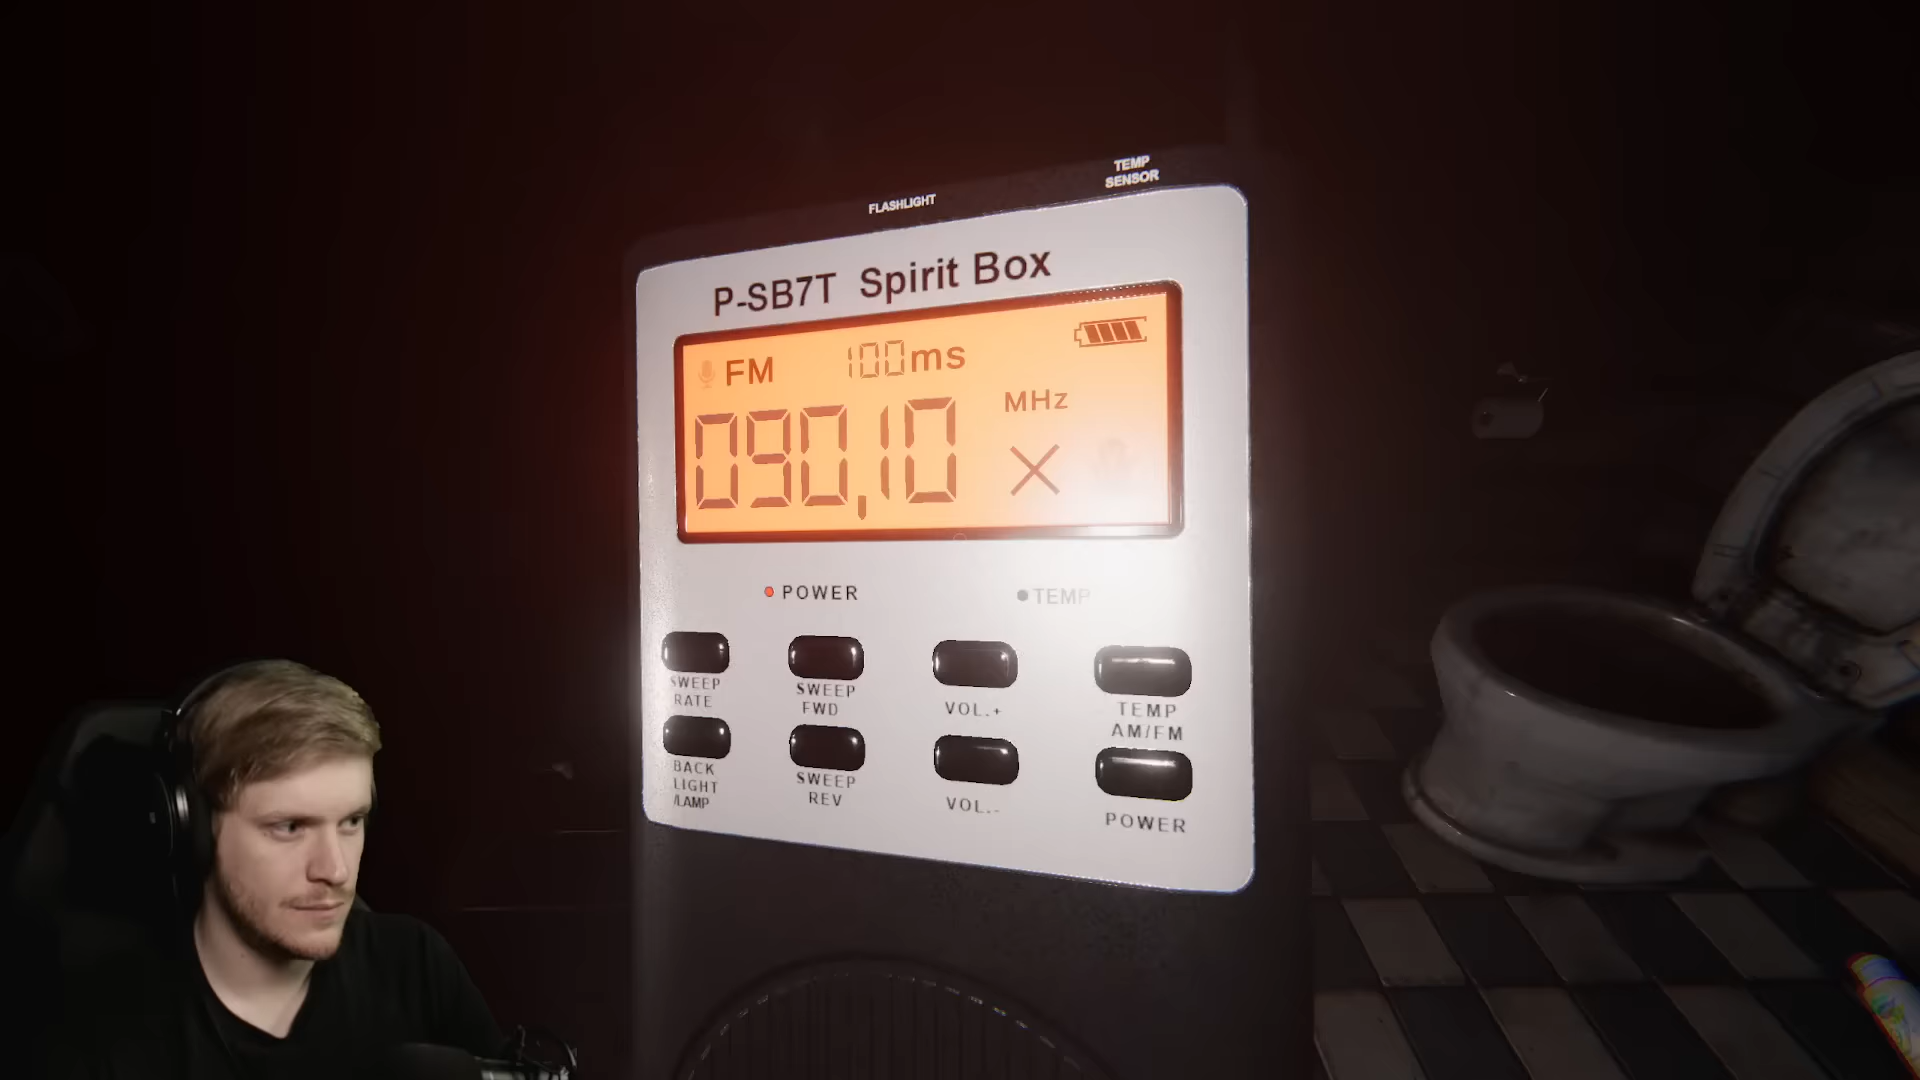 TEMP
SENSOR
FLASHLIGHT
P-SB7T Spirit Box
FM 100ms
MHz
090,10
POWER
TEMP
SWEEP
RATE
SWEEP
FWD
VOL.+
TEMP
AM/FM
BACK
LIGHT
/LAMP
SWEEP
REV
VOL.-
POWER